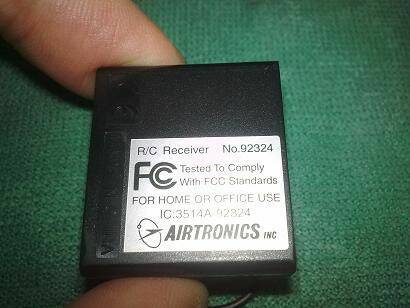 R/C Receiver No.92324
FC Tested To Comply
With FCC Standards
FOR HOME OR OFFICE USE
IC:3514A-92324
AIRTRONICS INC